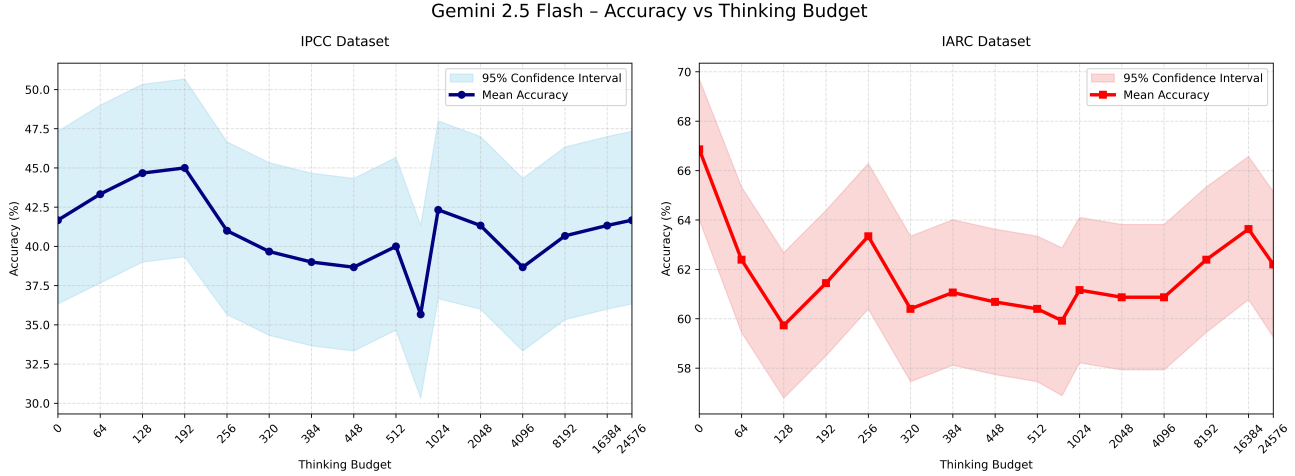 Gemini 2.5 Flash – Accuracy vs Thinking Budget
IPCC Dataset
95% Confidence Interval
Mean Accuracy
Accuracy (%)
50.0
47.5
45.0
42.5
40.0
37.5
35.0
32.5
30.0
0 64 128 192 256 320 384 448 512 1024 2048 4096 8192 16384 24576
Thinking Budget
IARC Dataset
95% Confidence Interval
Mean Accuracy
Accuracy (%)
70
68
66
64
62
60
58
0 64 128 192 256 320 384 448 512 1024 2048 4096 8192 16384 24576
Thinking Budget